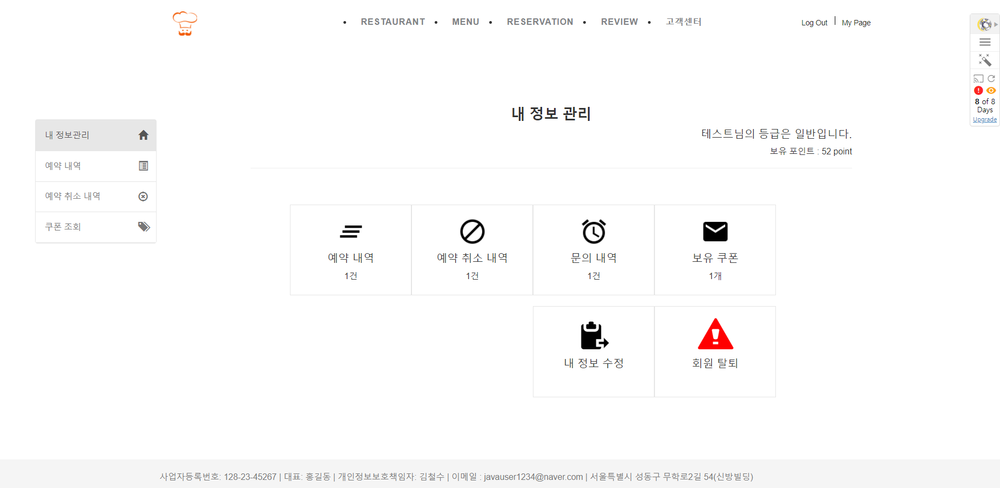 RESTAURANT MENU RESERVATION REVIEW 고객센터
Log Out | My Page
8 of 8
Days
Upgrade
내 정보 관리
테스트님의 등급은 일반입니다.
보유 포인트 : 52 point
내 정보관리
예약 내역
예약 취소 내역
쿠폰 조회
예약 내역
1건
예약 취소 내역
1건
문의 내역
1건
보유 쿠폰
1개
내 정보 수정
회원 탈퇴
사업자등록번호: 128-23-45267 | 대표: 홍길동 | 개인정보보호책임자: 김철수 | 이메일 : javauser1234@naver.com | 서울특별시 성동구 무학로2길 54(신방빌딩)